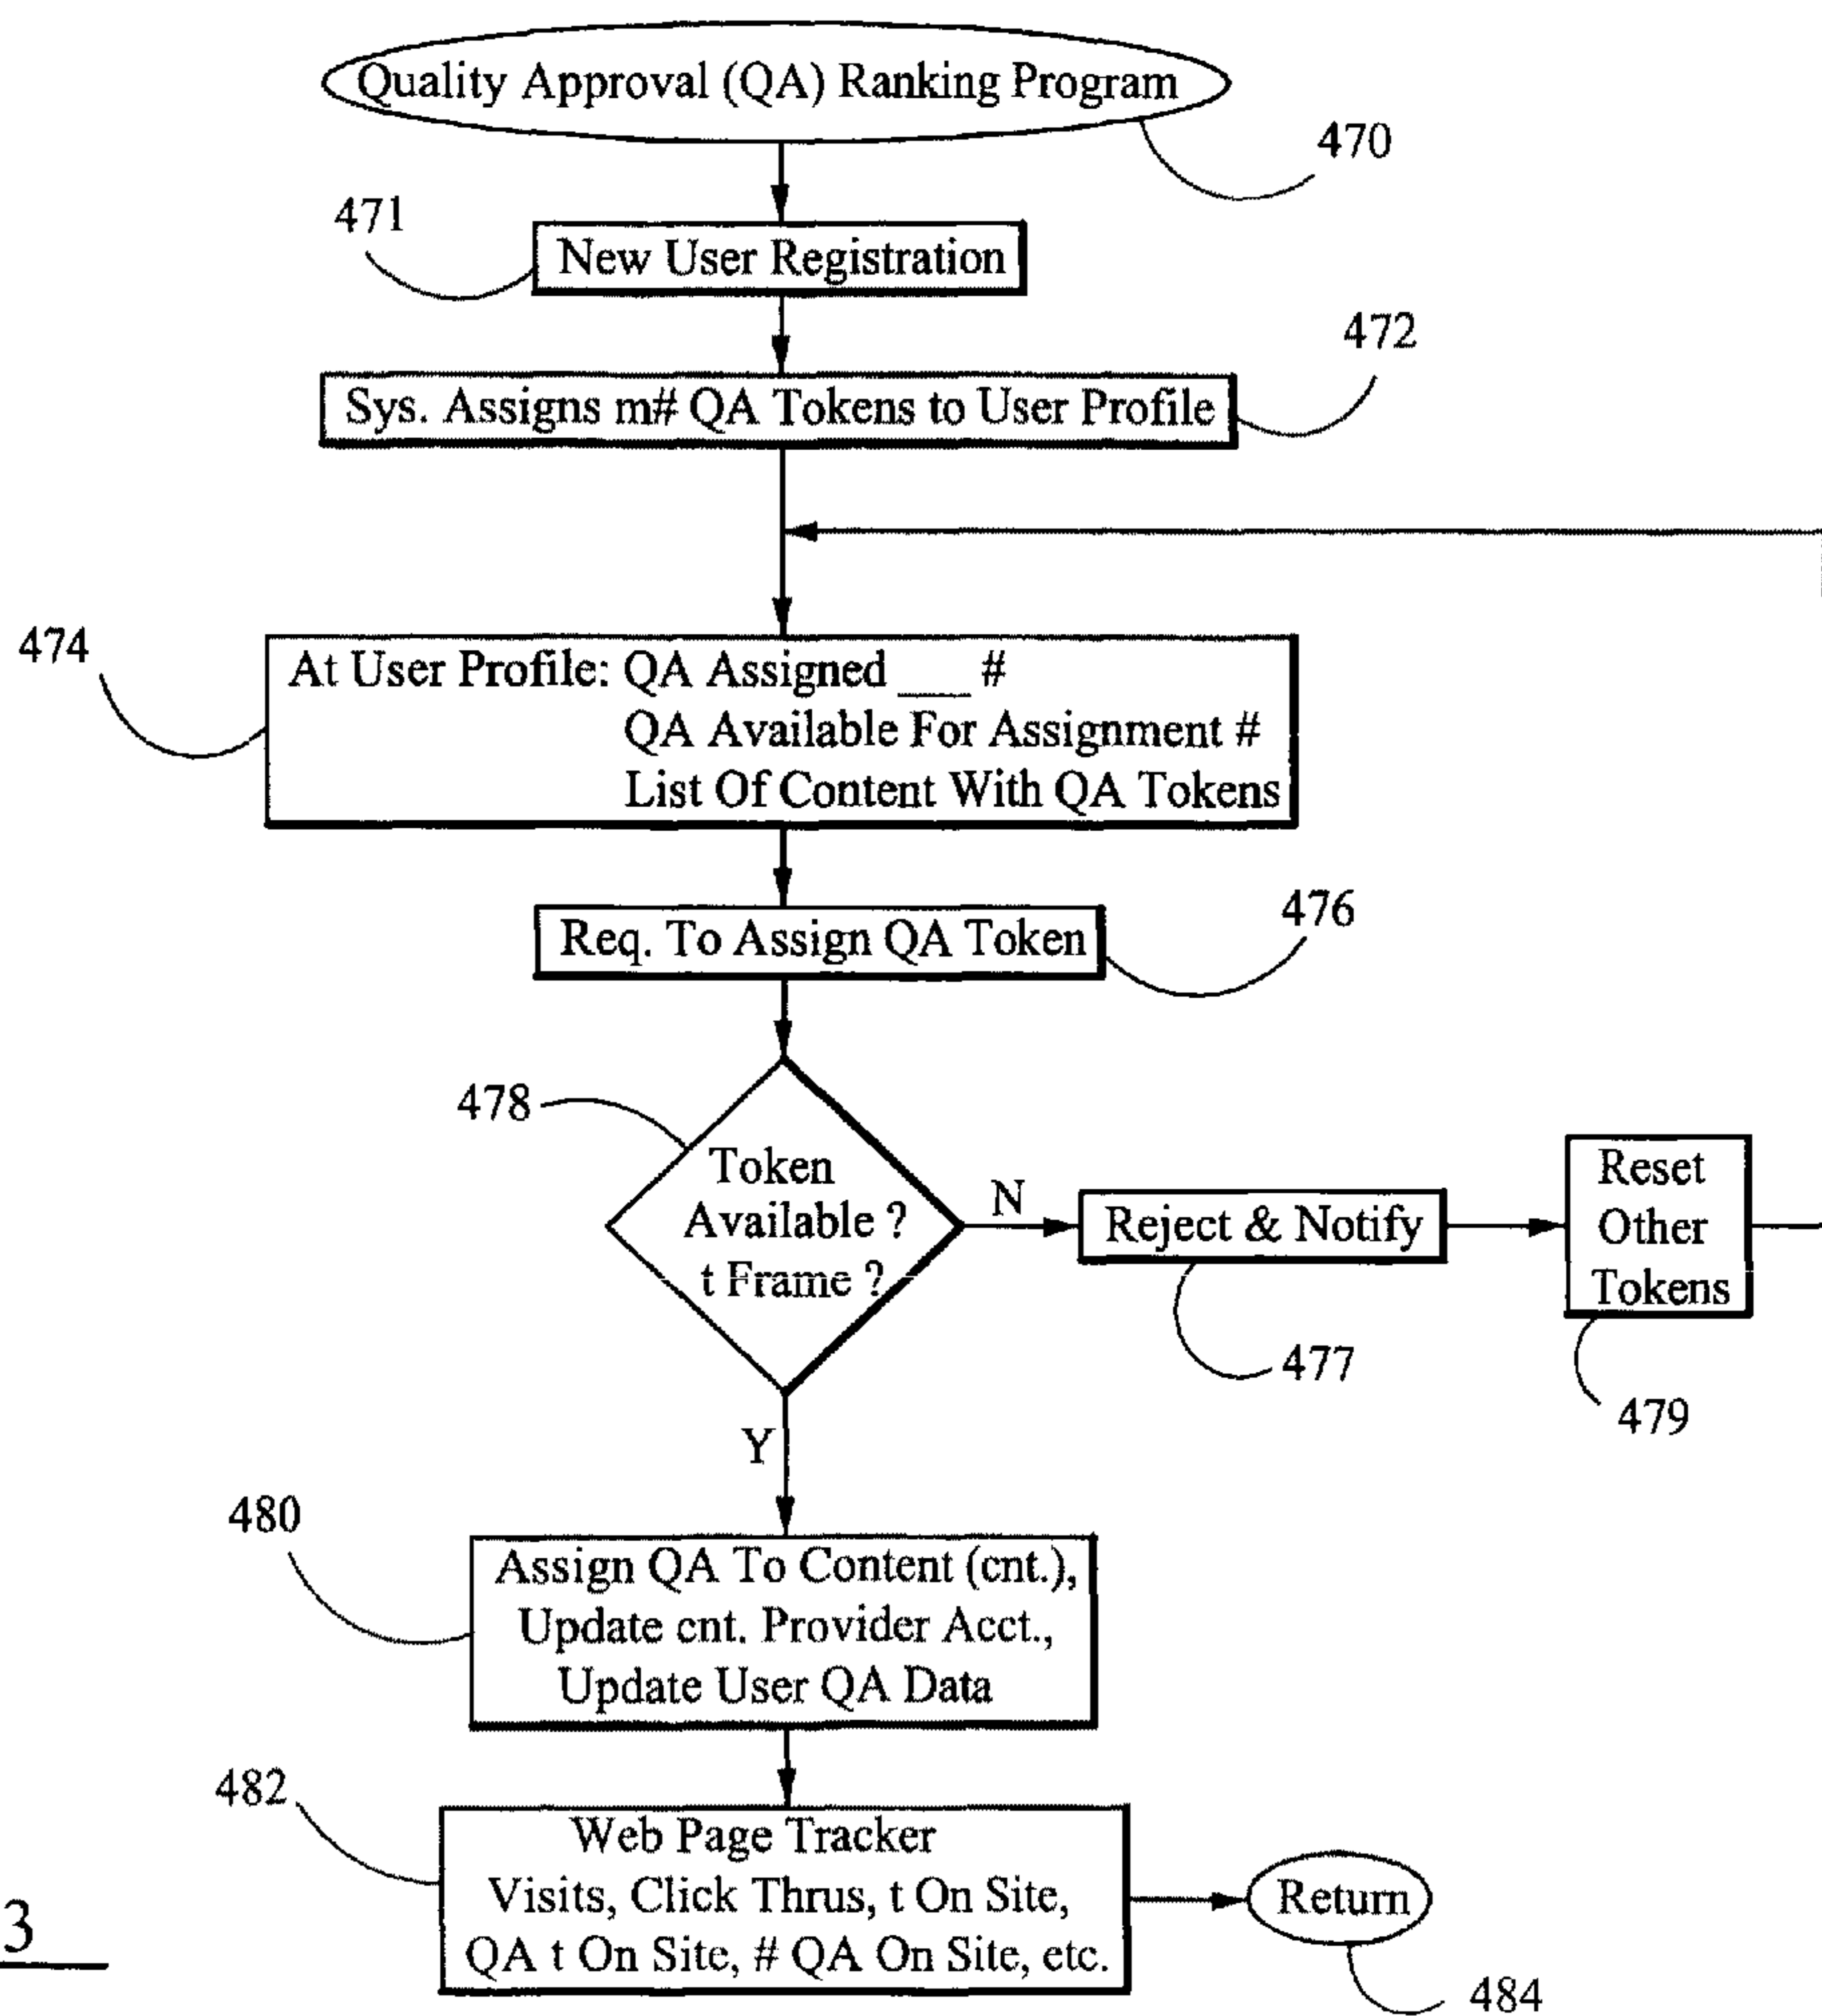 Quality Approval (QA) Ranking Program
470
471
New User Registration
472
Sys. Assigns m# QA Tokens to User Profile
474
At User Profile: QA Assigned ___ #
QA Available For Assignment #
List Of Content With QA Tokens
476
Req. To Assign QA Token
478
Token
Available ?
t Frame ?
N
Reject & Notify
477
Reset
Other
Tokens
479
Y
480
Assign QA To Content (cnt.),
Update cnt. Provider Acct.,
Update User QA Data
482
Web Page Tracker
Visits, Click Thrus, t On Site,
QA t On Site, # QA On Site, etc.
Return
484
3